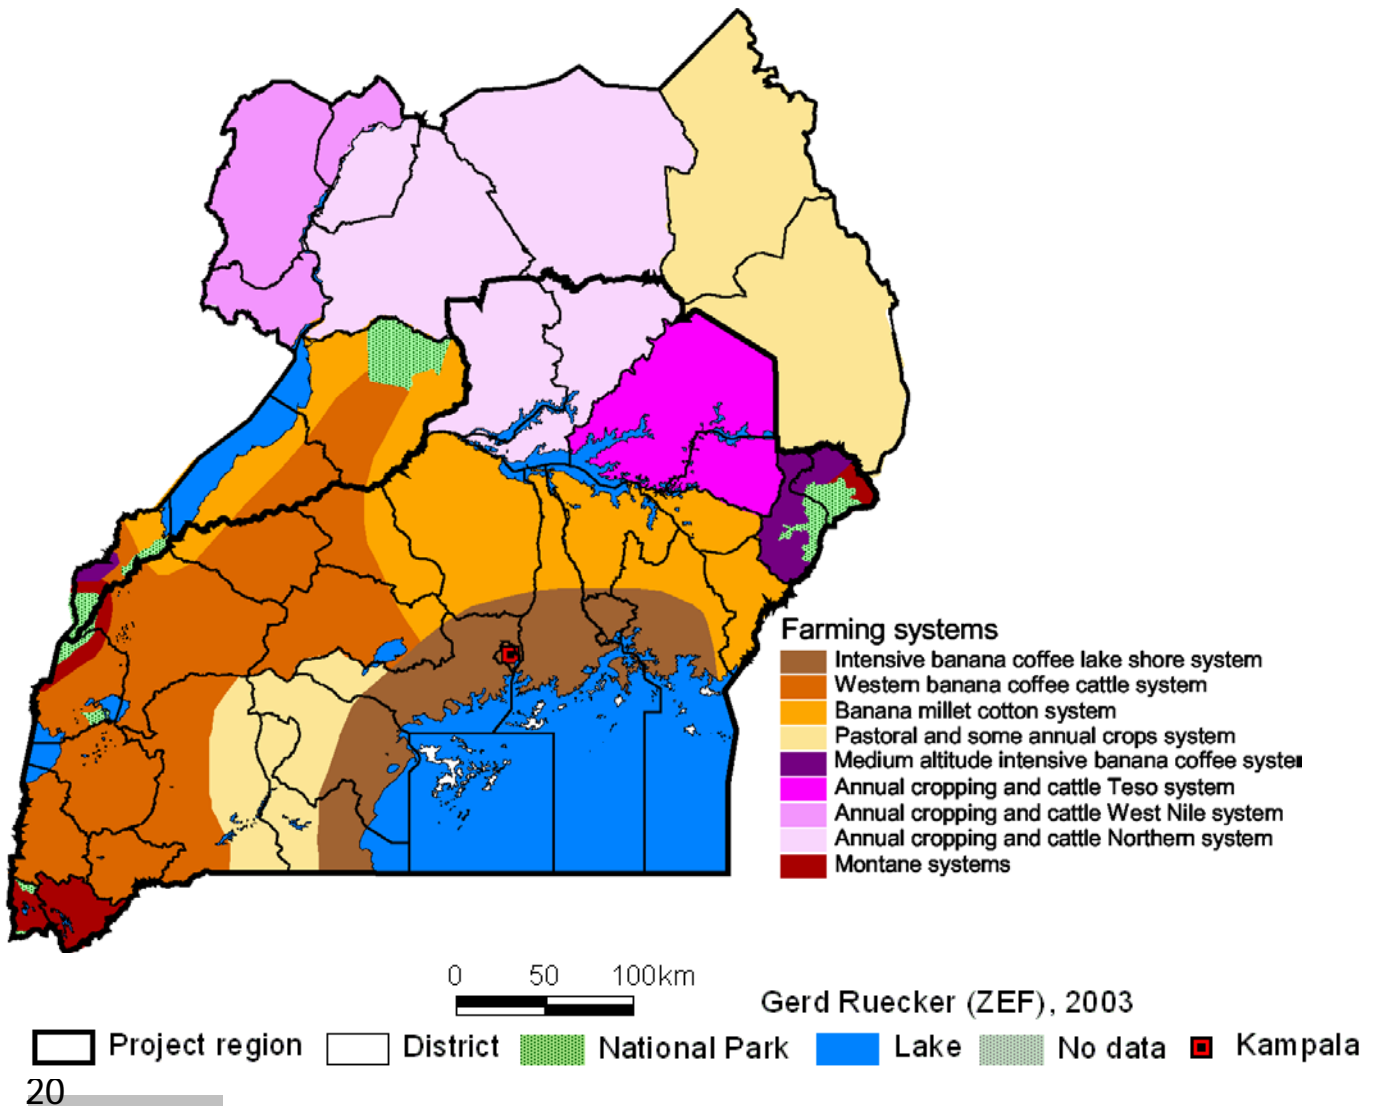 Farming systems
Intensive banana coffee lake shore system
Western banana coffee cattle system
Banana millet cotton system
Pastoral and some annual crops system
Medium altitude intensive banana coffee syste
Annual cropping and cattle Teso system
Annual cropping and cattle West Nile system
Annual cropping and cattle Northern system
Montane systems
0 50 100km
Gerd Ruecker (ZEF), 2003
Project region District National Park Lake No data Kampala
20